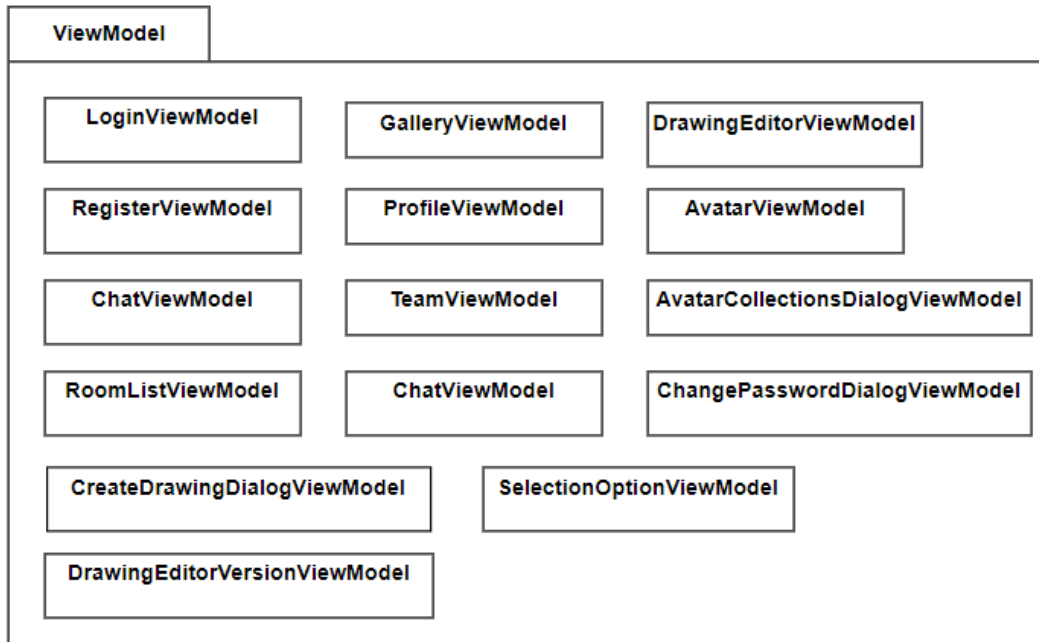 ViewModel
LoginViewModel
GalleryViewModel
DrawingEditorViewModel
RegisterViewModel
ProfileViewModel
AvatarViewModel
ChatViewModel
TeamViewModel
AvatarCollectionsDialogViewModel
RoomListViewModel
ChatViewModel
ChangePasswordDialogViewModel
CreateDrawingDialogViewModel
SelectionOptionViewModel
DrawingEditorVersionViewModel